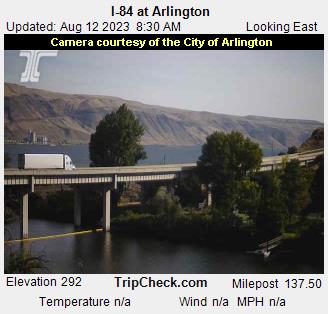 I-84 at Arlington
Updated: Aug 12 2023 8:30 AM Looking East
Camera courtesy of the City of Arlington
Elevation 292 TripCheck.com Milepost 137.50
Temperature n/a Wind n/a MPH n/a